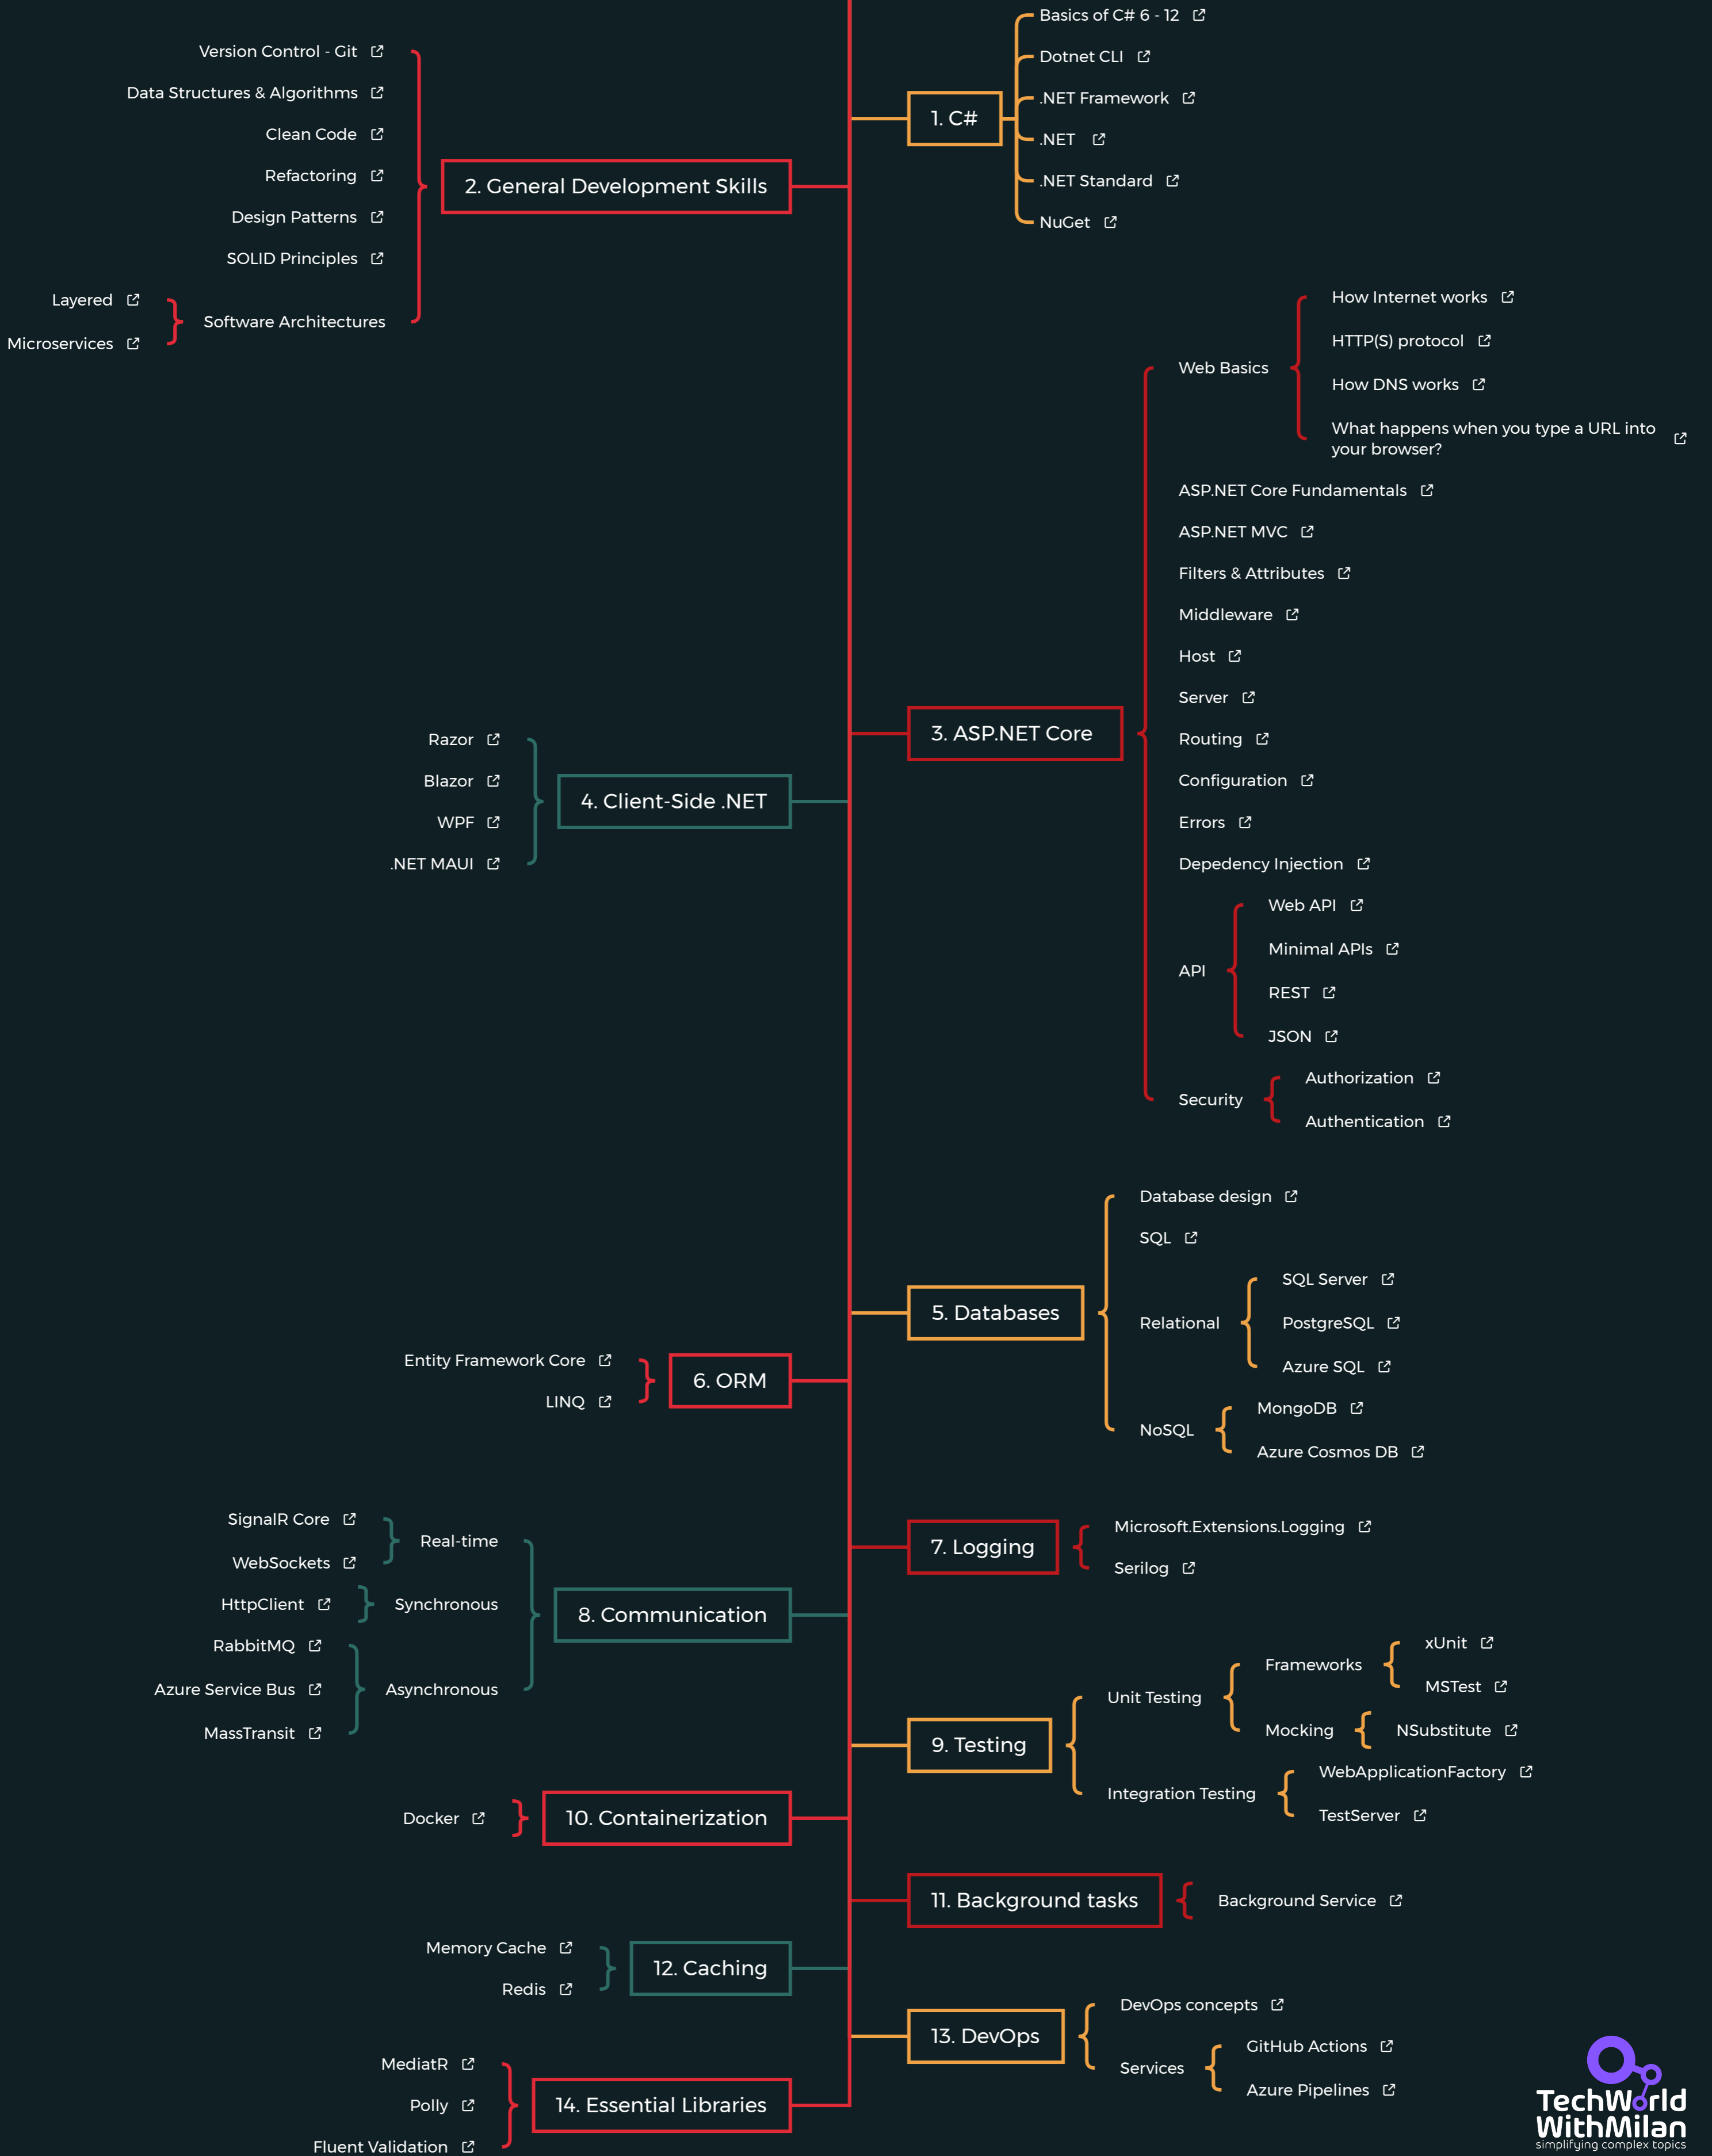 1. C#
Basics of C# 6 - 12
Dotnet CLI
.NET Framework
.NET
.NET Standard
NuGet
2. General Development Skills
Version Control - Git
Data Structures & Algorithms
Clean Code
Refactoring
Design Patterns
SOLID Principles
Software Architectures
Layered
Microservices
3. ASP.NET Core
Web Basics
How Internet works
HTTP(S) protocol
How DNS works
What happens when you type a URL into
your browser?
ASP.NET Core Fundamentals
ASP.NET MVC
Filters & Attributes
Middleware
Host
Server
Routing
Configuration
Errors
Depedency Injection
API
Web API
Minimal APIs
REST
JSON
Security
Authorization
Authentication
4. Client-Side .NET
Razor
Blazor
WPF
.NET MAUI
5. Databases
Database design
SQL
Relational
SQL Server
PostgreSQL
Azure SQL
NoSQL
MongoDB
Azure Cosmos DB
6. ORM
Entity Framework Core
LINQ
7. Logging
Microsoft.Extensions.Logging
Serilog
8. Communication
Real-time
SignalR Core
WebSockets
Synchronous
HttpClient
Asynchronous
RabbitMQ
Azure Service Bus
MassTransit
9. Testing
Unit Testing
Frameworks
xUnit
MSTest
Mocking
NSubstitute
Integration Testing
WebApplicationFactory
TestServer
10. Containerization
Docker
11. Background tasks
Background Service
12. Caching
Memory Cache
Redis
13. DevOps
DevOps concepts
Services
GitHub Actions
Azure Pipelines
14. Essential Libraries
MediatR
Polly
Fluent Validation
TechWorld
WithMilan
simplifying complex topics